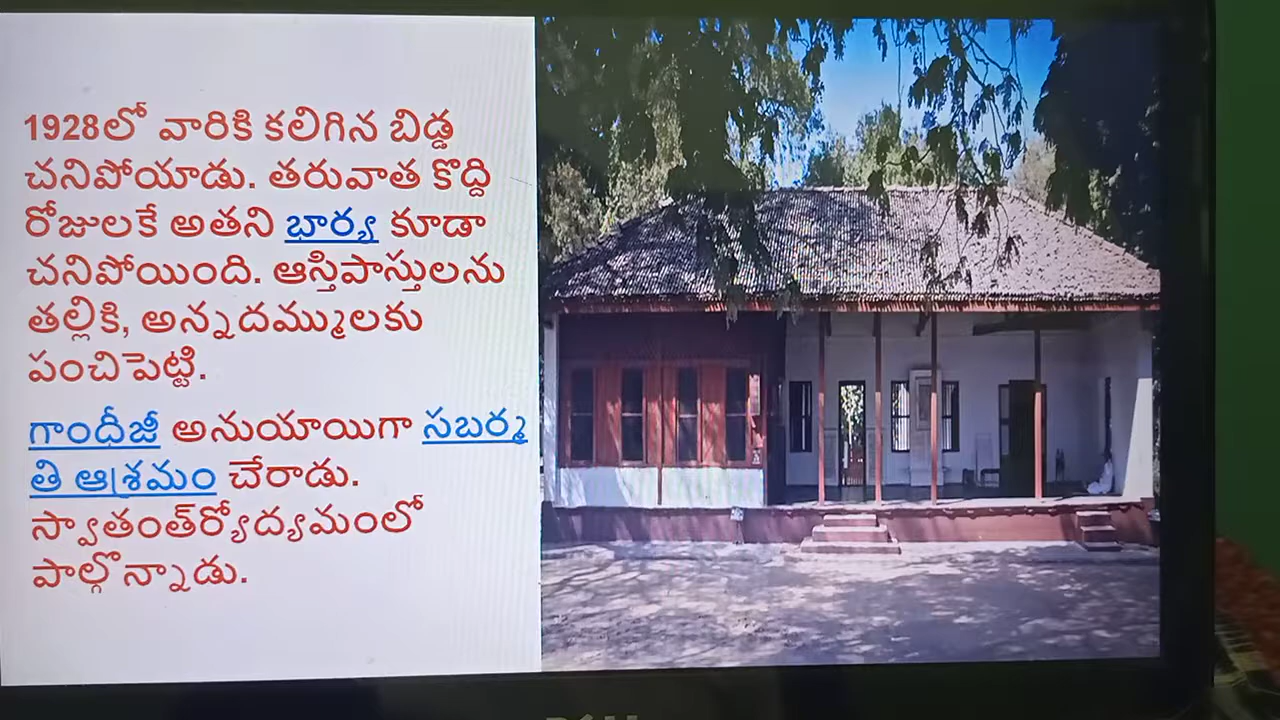 1928లో వారికి కలిగిన బిడ్డ
చనిపోయాడు. తరువాత కొద్ది
రోజులకే అతని భార్య కూడా
చనిపోయింది. ఆస్తిపాస్తులను
తల్లికి, అన్నదమ్ములకు
పంచిపెట్టి.
గాంధీజీ అనుయాయిగా సబర్మ
తి ఆశ్రమం చేరాడు.
స్వాతంత్ర్యోద్యమంలో
పాల్గొన్నాడు.